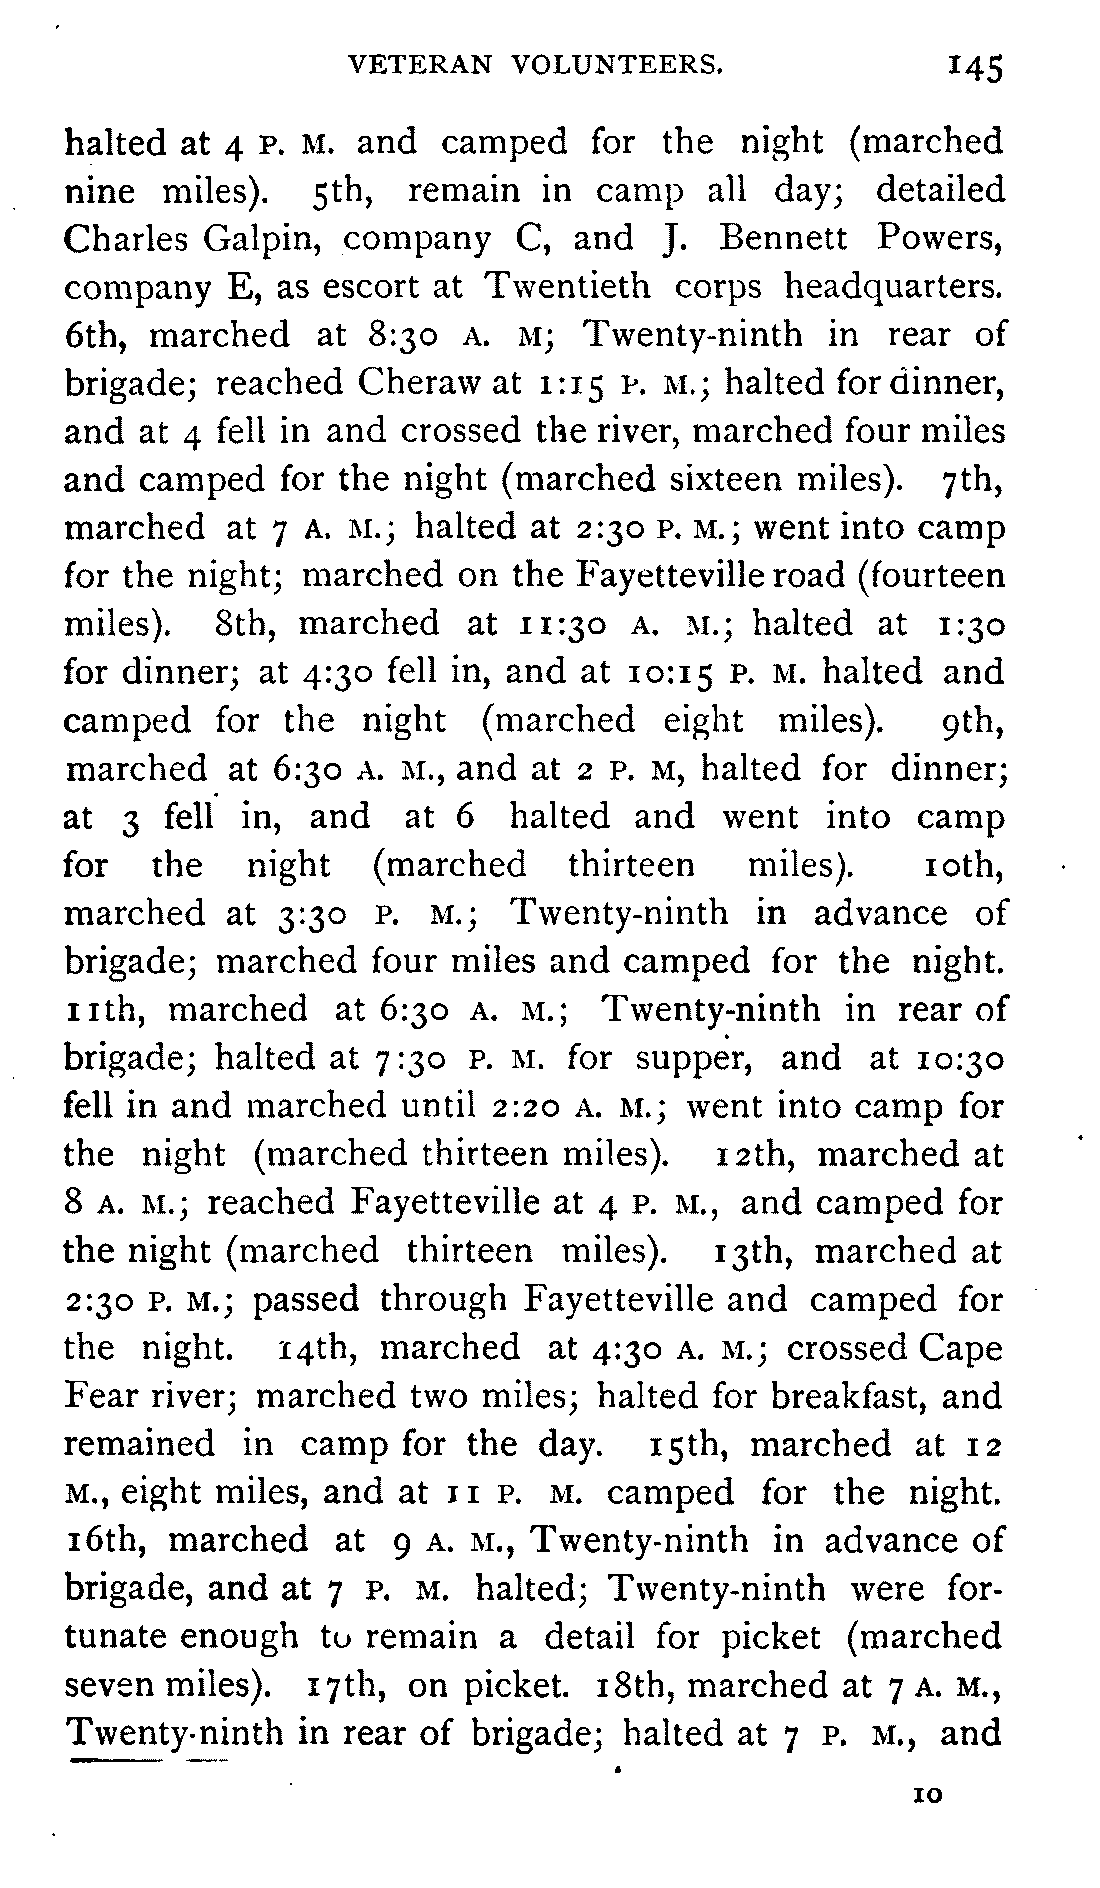 VETERAN VOLUNTEERS. 145
halted at 4 P. M. and camped for the night (marched
nine miles). 5th, remain in camp all day; detailed
Charles Galpin, company C, and J. Bennett Powers,
company E, as escort at Twentieth corps headquarters.
6th, marched at 8:30 A. M; Twenty-ninth in rear of
brigade; reached Cheraw at 1:15 P. M.; halted for dinner,
and at 4 fell in and crossed the river, marched four miles
and camped for the night (marched sixteen miles). 7th,
marched at 7 A. M.; halted at 2:30 P. M.; went into camp
for the night; marched on the Fayetteville road (fourteen
miles). 8th, marched at 11:30 A. M.; halted at 1:30
for dinner; at 4:30 fell in, and at 10:15 P. M. halted and
camped for the night (marched eight miles). 9th,
marched at 6:30 A. M., and at 2 P. M, halted for dinner;
at 3 fell in, and at 6 halted and went into camp
for the night (marched thirteen miles). 10th,
marched at 3:30 P. M.; Twenty-ninth in advance of
brigade; marched four miles and camped for the night.
11th, marched at 6:30 A. M.; Twenty-ninth in rear of
brigade; halted at 7:30 P. M. for supper, and at 10:30
fell in and marched until 2:20 A. M.; went into camp for
the night (marched thirteen miles). 12th, marched at
8 A. M.; reached Fayetteville at 4 P. M., and camped for
the night (marched thirteen miles). 13th, marched at
2:30 P. M.; passed through Fayetteville and camped for
the night. 14th, marched at 4:30 A. M.; crossed Cape
Fear river; marched two miles; halted for breakfast, and
remained in camp for the day. 15th, marched at 12
M., eight miles, and at 11 P. M. camped for the night.
16th, marched at 9 A. M., Twenty-ninth in advance of
brigade, and at 7 P. M. halted; Twenty-ninth were for-
tunate enough to remain a detail for picket (marched
seven miles). 17th, on picket. 18th, marched at 7 A. M.,
Twenty-ninth in rear of brigade; halted at 7 P. M., and
10